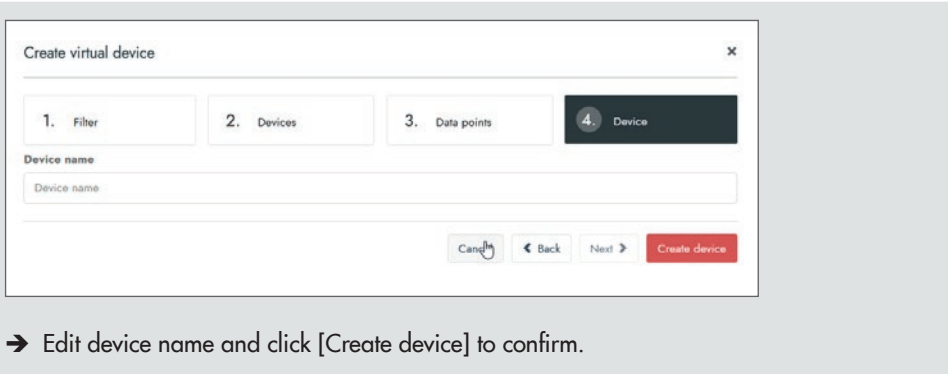 Create virtual device ×
1. Filter 2. Devices 3. Data points 4. Device
Device name
Device name
Back Next Create device
➔ Edit device name and click [Create device] to confirm.